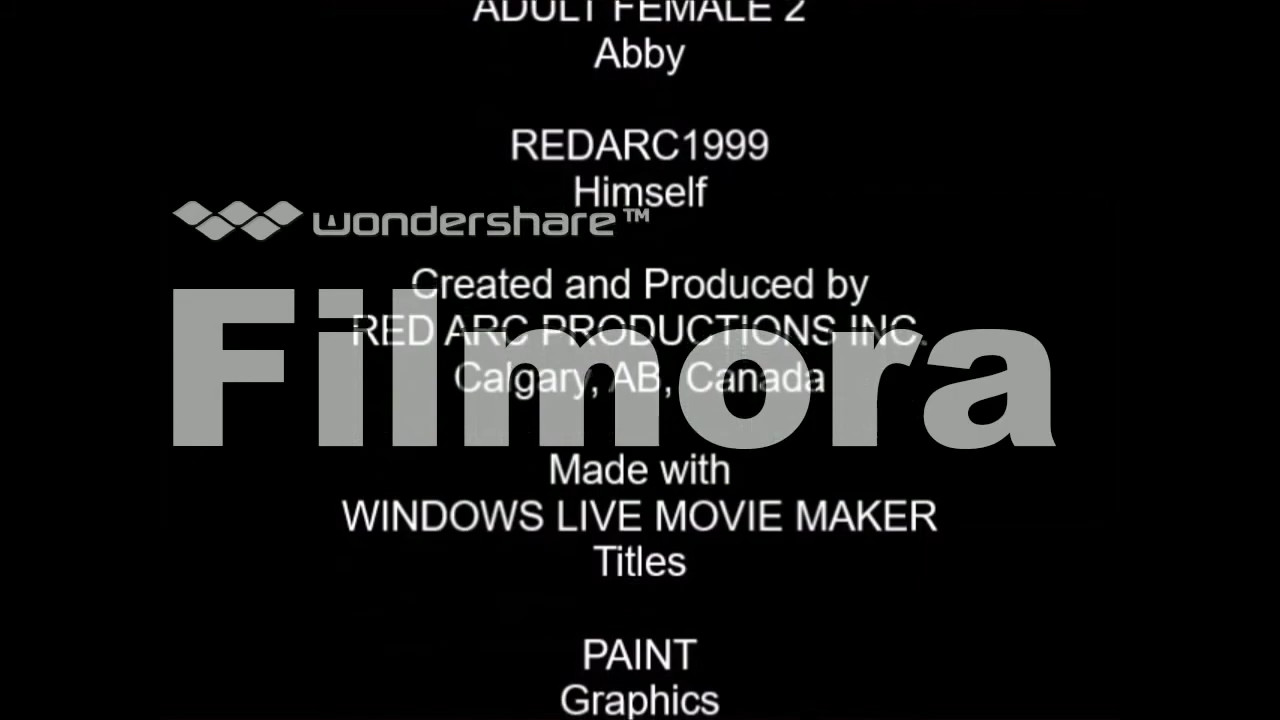 ADULT FEMALE 2
Abby
REDARC1999
Himself
wondershare™
Filmora
Created and Produced by
RED ARC PRODUCTIONS INC.
Calgary, AB, Canada
Made with
WINDOWS LIVE MOVIE MAKER
Titles
PAINT
Graphics